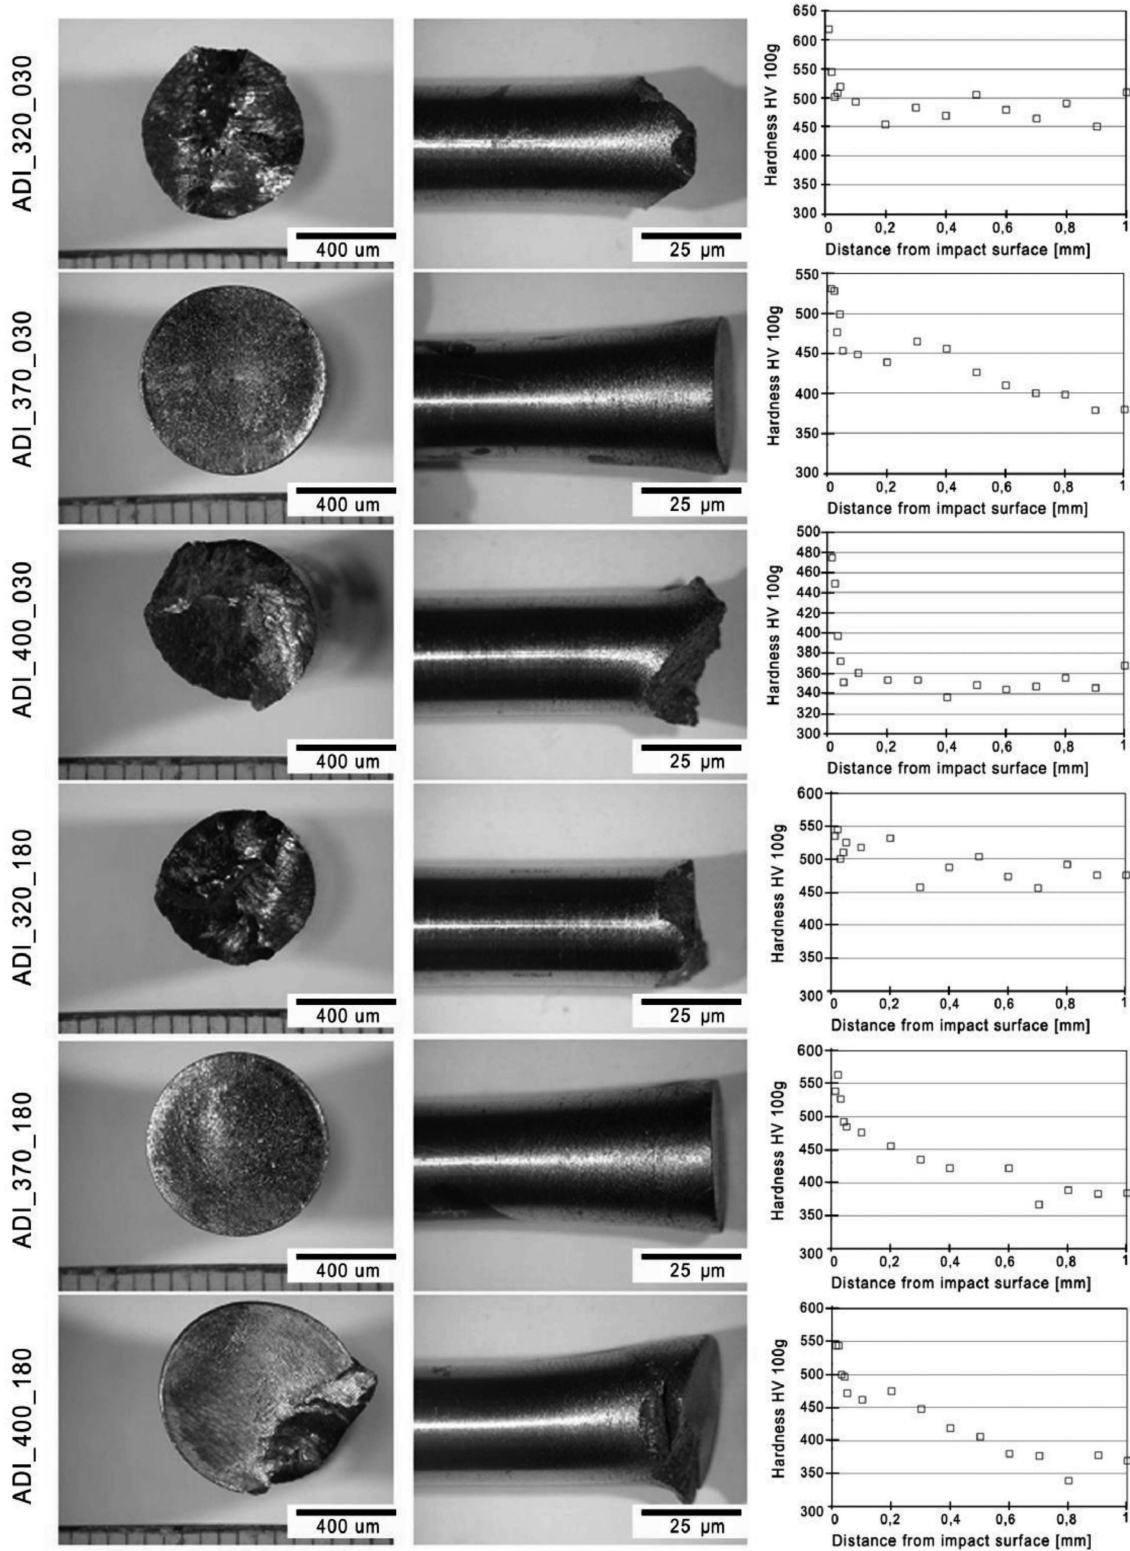 ADI_320_030
400 um
25 µm
Hardness HV 100g
650
600
550
500
450
400
350
300
0
0,2
0,4
0,6
0,8
1
Distance from impact surface [mm]
ADI_370_030
400 um
25 µm
Hardness HV 100g
550
500
450
400
350
300
0
0,2
0,4
0,6
0,8
1
Distance from impact surface [mm]
ADI_400_030
400 um
25 µm
Hardness HV 100g
500
480
460
440
420
400
380
360
340
320
300
0
0,2
0,4
0,6
0,8
1
Distance from impact surface [mm]
ADI_320_180
400 um
25 µm
Hardness HV 100g
600
550
500
450
400
350
300
0
0,2
0,4
0,6
0,8
1
Distance from impact surface [mm]
ADI_370_180
400 um
25 µm
Hardness HV 100g
600
550
500
450
400
350
300
0
0,2
0,4
0,6
0,8
1
Distance from impact surface [mm]
ADI_400_180
400 um
25 µm
Hardness HV 100g
600
550
500
450
400
350
300
0
0,2
0,4
0,6
0,8
1
Distance from impact surface [mm]